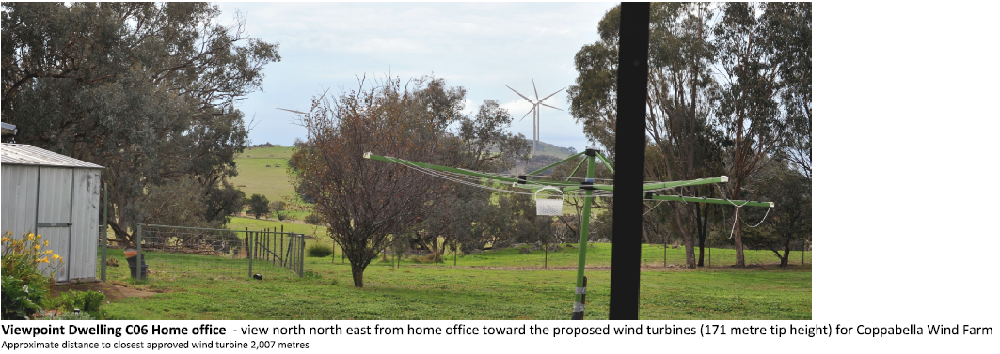 Viewpoint Dwelling C06 Home office - view north north east from home office toward the proposed wind turbines (171 metre tip height) for Coppabella Wind Farm
Approximate distance to closest approved wind turbine 2,007 metres